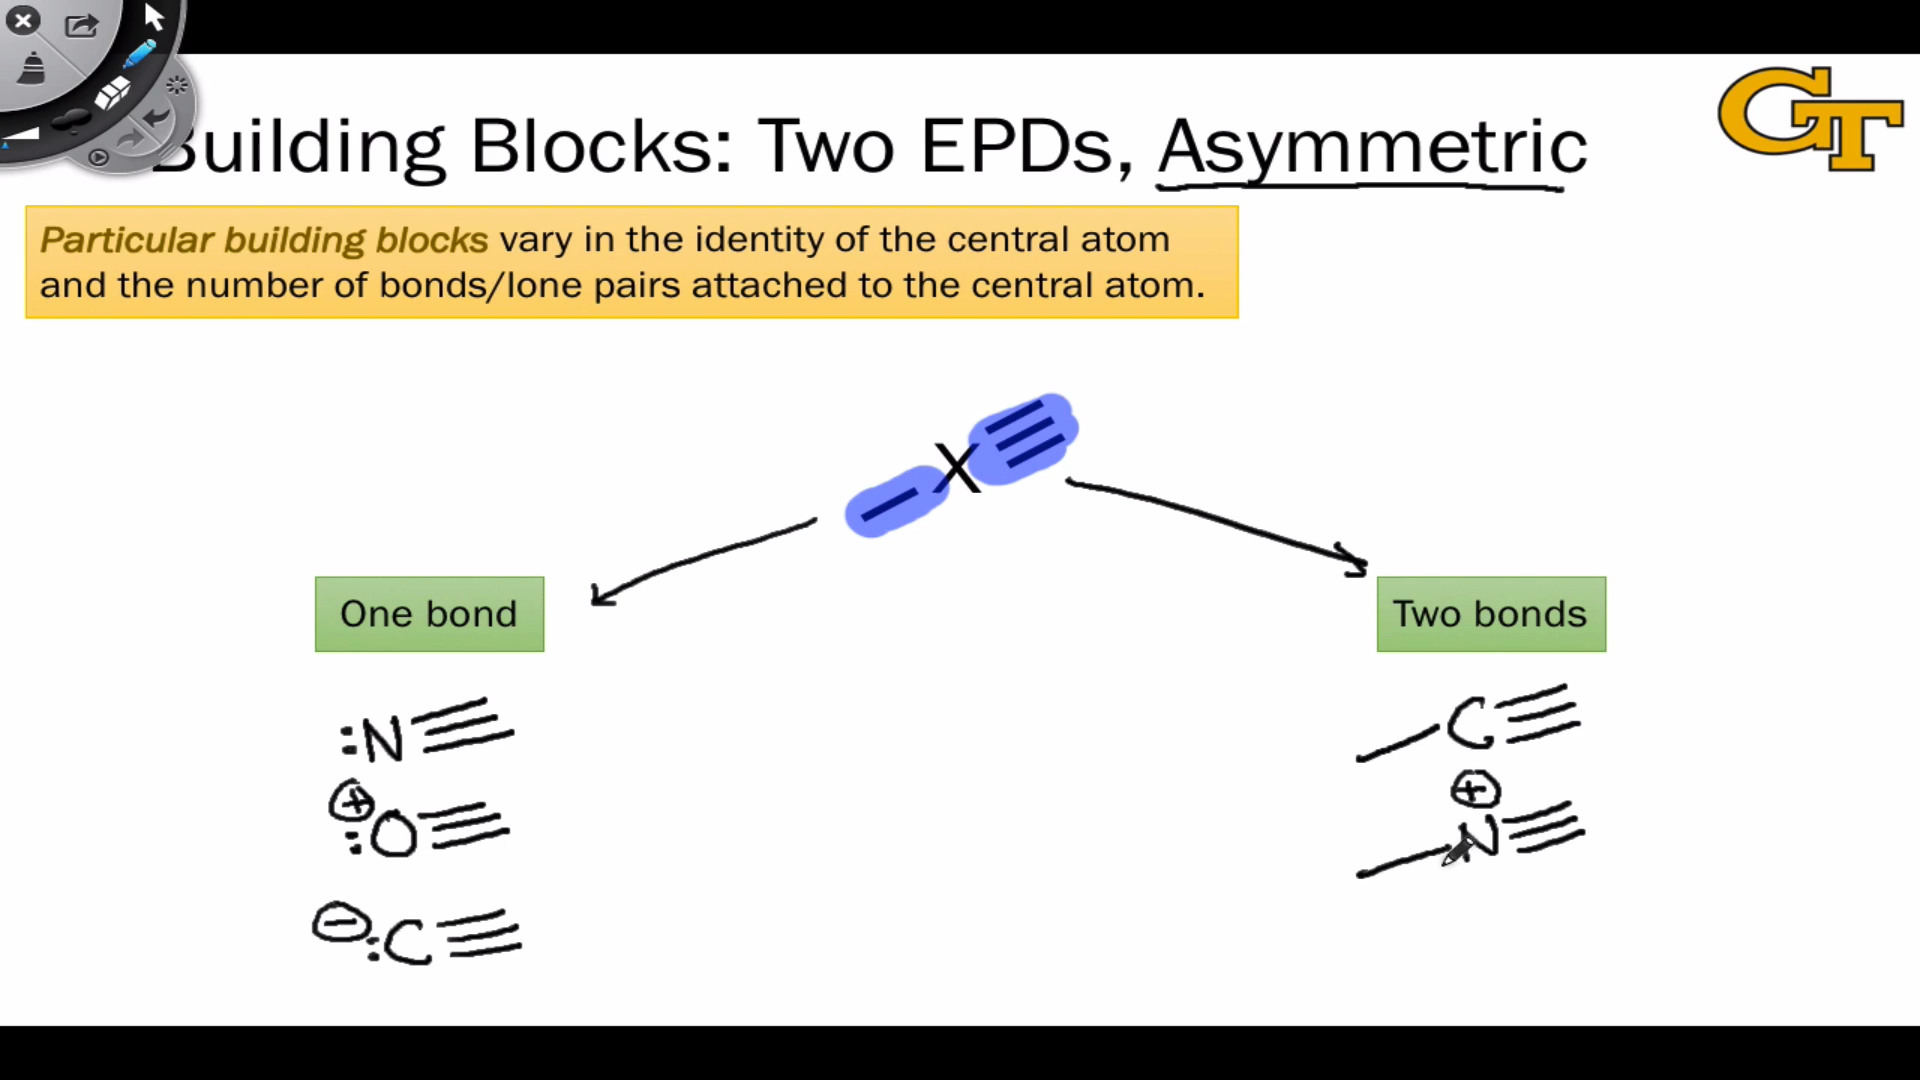 GT
Building Blocks: Two EPDs, Asymmetric
Particular building blocks vary in the identity of the central atom
and the number of bonds/lone pairs attached to the central atom.
X
One bond
Two bonds
:N≡
⊕
:O≡
⊖
:C≡
—C≡
⊕
—N≡